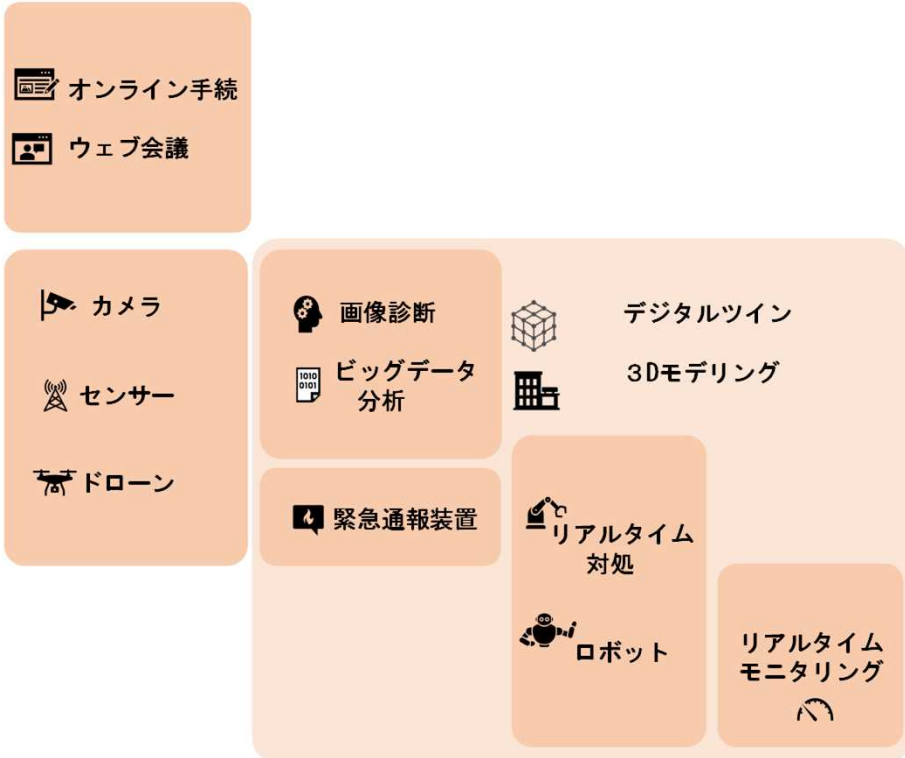 オンライン手続
ウェブ会議
カメラ
センサー
ドローン
画像診断
ビッグデータ
分析
緊急通報装置
デジタルツイン
3Dモデリング
リアルタイム
対処
ロボット
リアルタイム
モニタリング
1010
0101